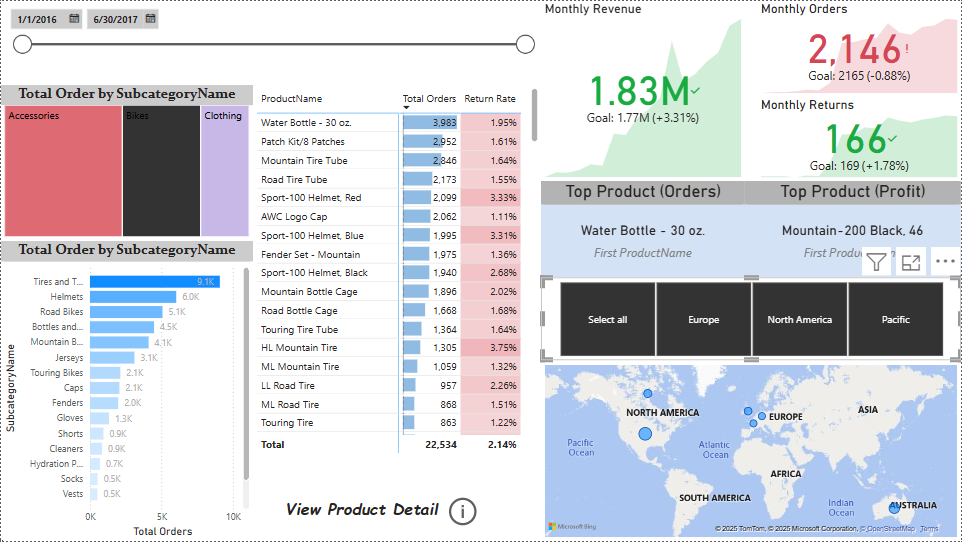 1/1/2016
6/30/2017
Total Order by SubcategoryName
Accessories
Bikes
Clothing
Total Order by SubcategoryName
SubcategoryName
Tires and T... 9.1K
Helmets 6.0K
Road Bikes 5.1K
Bottles and... 4.5K
Mountain B... 4.1K
Jerseys 3.1K
Touring Bikes 2.1K
Caps 2.1K
Fenders 2.0K
Gloves 1.3K
Shorts 0.9K
Cleaners 0.9K
Hydration P... 0.7K
Socks 0.5K
Vests 0.5K
0K 5K 10K
Total Orders
ProductName Total Orders Return Rate
Water Bottle - 30 oz. 3,983 1.95%
Patch Kit/8 Patches 2,952 1.61%
Mountain Tire Tube 2,846 1.64%
Road Tire Tube 2,173 1.55%
Sport-100 Helmet, Red 2,099 3.33%
AWC Logo Cap 2,062 1.11%
Sport-100 Helmet, Blue 1,995 3.31%
Fender Set - Mountain 1,975 1.36%
Sport-100 Helmet, Black 1,940 2.68%
Mountain Bottle Cage 1,896 2.02%
Road Bottle Cage 1,668 1.68%
Touring Tire Tube 1,364 1.64%
HL Mountain Tire 1,305 3.75%
ML Mountain Tire 1,059 1.32%
LL Road Tire 957 2.26%
ML Road Tire 868 1.51%
Touring Tire 863 1.22%
Total 22,534 2.14%
View Product Detail
Monthly Revenue
1.83M
Goal: 1.77M (+3.31%)
Monthly Orders
2,146!
Goal: 2165 (-0.88%)
Monthly Returns
166
Goal: 169 (+1.78%)
Top Product (Orders)
Top Product (Profit)
Water Bottle - 30 oz.
First ProductName
Mountain-200 Black, 46
First Produ
Select all
Europe
North America
Pacific
NORTH AMERICA
EUROPE
ASIA
Pacific
Ocean
Atlantic
Ocean
AFRICA
SOUTH AMERICA
Indian
Ocean
AUSTRALIA
Microsoft Bing
© 2025 TomTom, © 2025 Microsoft Corporation, © OpenStreetMap Terms